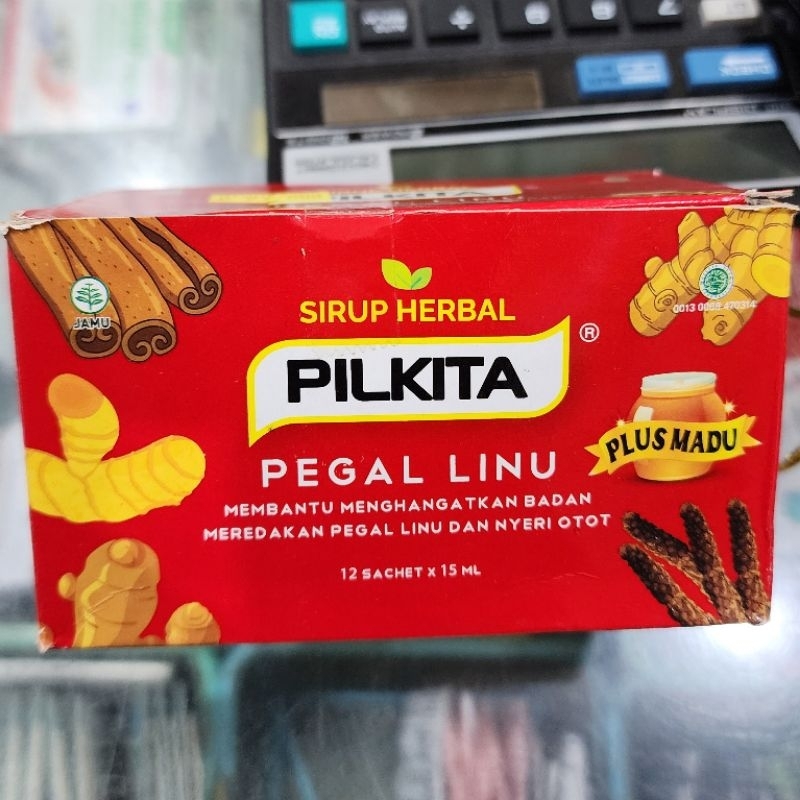 PILKITA
SIRUP HERBAL
JAMU
PILKITA
®
PLUS MADU
PEGAL LINU
MEMBANTU MENGHANGATKAN BADAN
MEREDAKAN PEGAL LINU DAN NYERI OTOT
12 SACHET X 15 ML